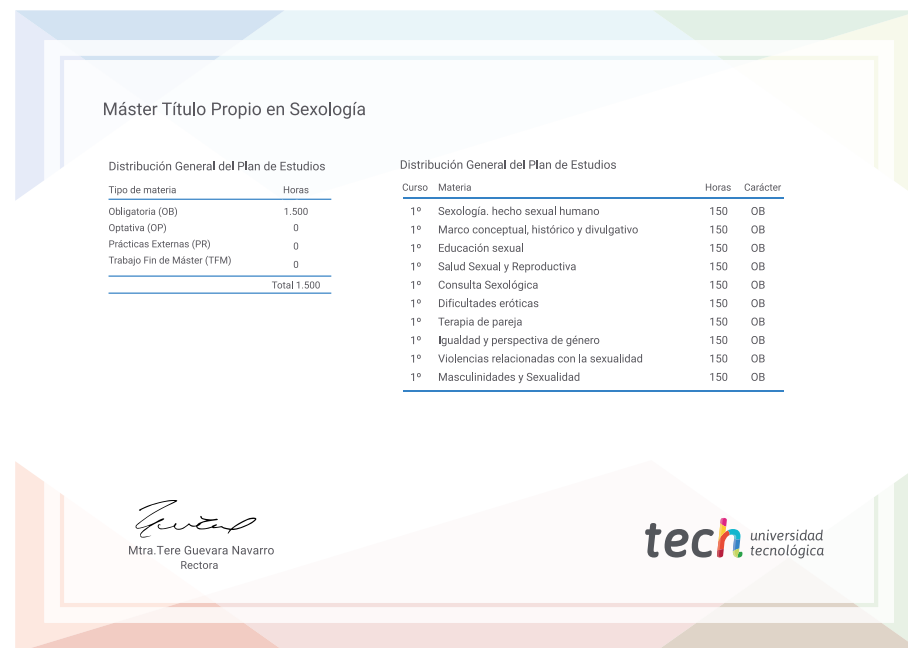 Máster Título Propio en Sexología
Distribución General del Plan de Estudios
Tipo de materia Horas
Obligatoria (OB) 1.500
Optativa (OP) 0
Prácticas Externas (PR) 0
Trabajo Fin de Máster (TFM) 0
Total 1.500
Distribución General del Plan de Estudios
Curso Materia Horas Carácter
1º Sexología. hecho sexual humano 150 OB
1º Marco conceptual, histórico y divulgativo 150 OB
1º Educación sexual 150 OB
1º Salud Sexual y Reproductiva 150 OB
1º Consulta Sexológica 150 OB
1º Dificultades eróticas 150 OB
1º Terapia de pareja 150 OB
1º Igualdad y perspectiva de género 150 OB
1º Violencias relacionadas con la sexualidad 150 OB
1º Masculinidades y Sexualidad 150 OB
Mtra.Tere Guevara Navarro
Rectora
tech universidad
tecnológica